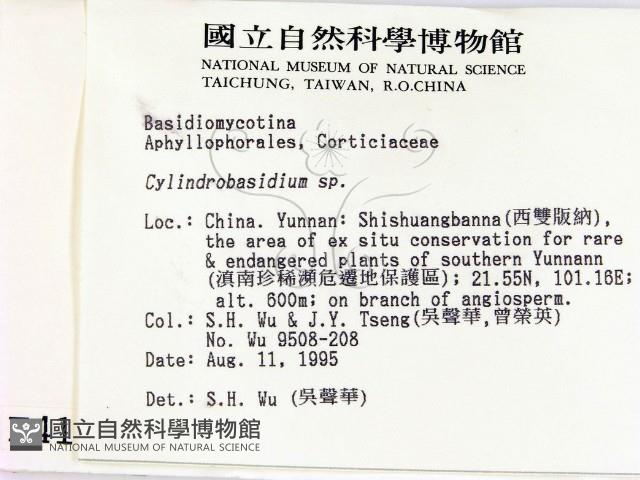 國立自然科學博物館
NATIONAL MUSEUM OF NATURAL SCIENCE
TAICHUNG, TAIWAN, R.O.CHINA
Basidiomycotina
Aphyllophorales, Corticiaceae
Cylindrobasidium sp.
Loc.: China. Yunnan: Shishuangbanna(西雙版納),
the area of ex situ conservation for rare
& endangered plants of southern Yunnann
(滇南珍稀瀕危遷地保護區); 21.55N, 101.16E;
alt. 600m; on branch of angiosperm.
Col.: S.H. Wu & J.Y. Tseng(吳聲華,曾榮英)
No. Wu 9508-208
Date: Aug. 11, 1995
Det.: S.H. Wu (吳聲華)
41
國立自然科學博物館
NATIONAL MUSEUM OF NATURAL SCIENCE